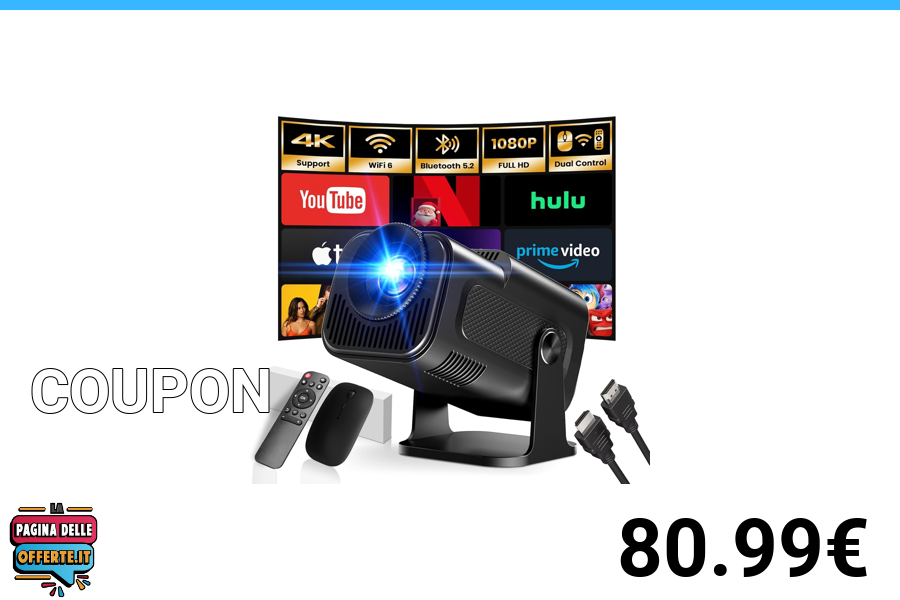 4K
Support
WiFi 6
Bluetooth 5.2
1080P
FULL HD
Dual Control
YouTube
hulu
prime video
COUPON
LA
PAGINA DELLE
OFFERTE.IT
80.99€